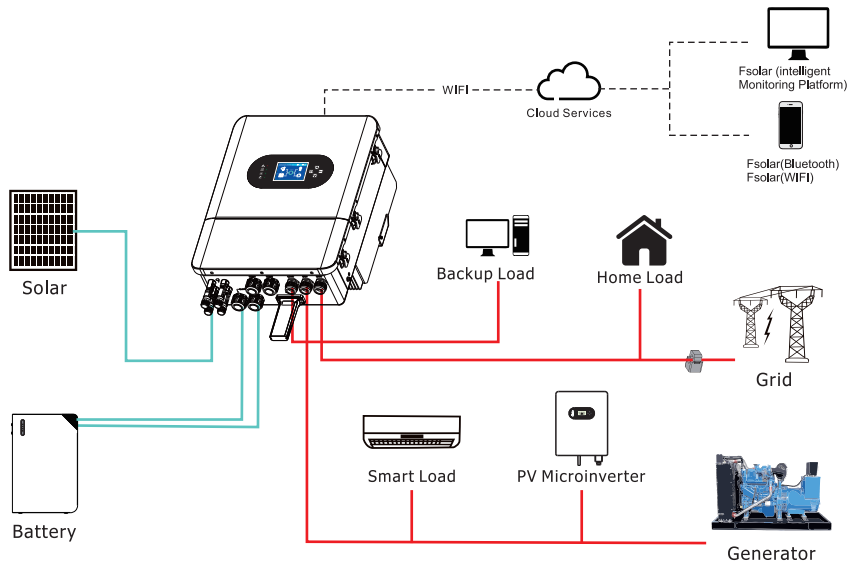 WIFI
Cloud Services
Fsolar (intelligent
Monitoring Platform)
Fsolar(Bluetooth)
Fsolar(WIFI)
Solar
Backup Load
Home Load
Grid
Smart Load
PV Microinverter
Battery
Generator